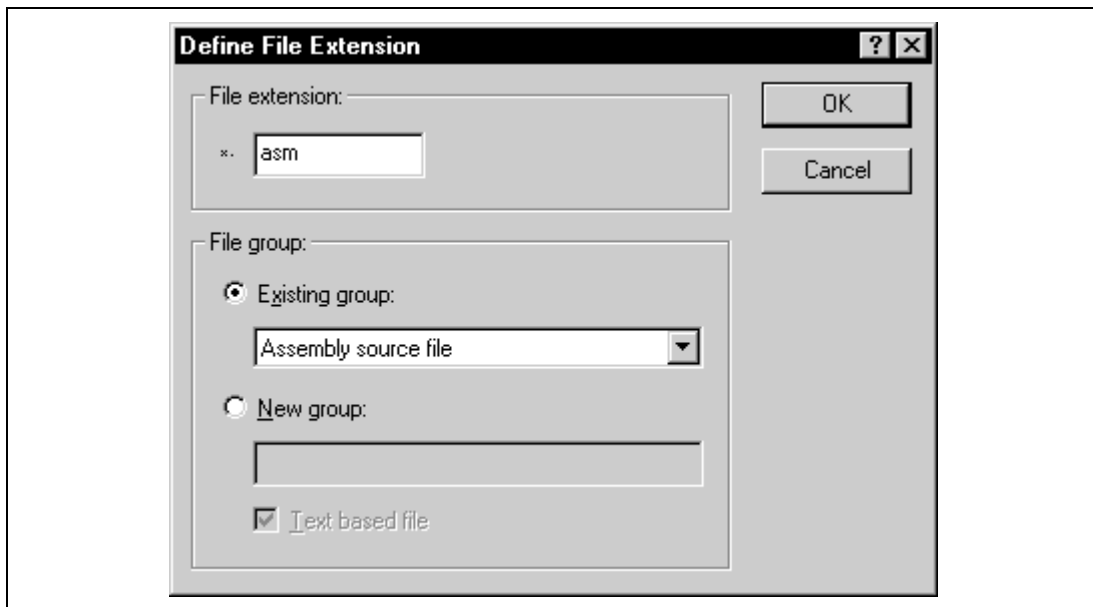 Define File Extension
File extension:
*. asm
OK
Cancel
File group:
Existing group:
Assembly source file
New group:
Text based file